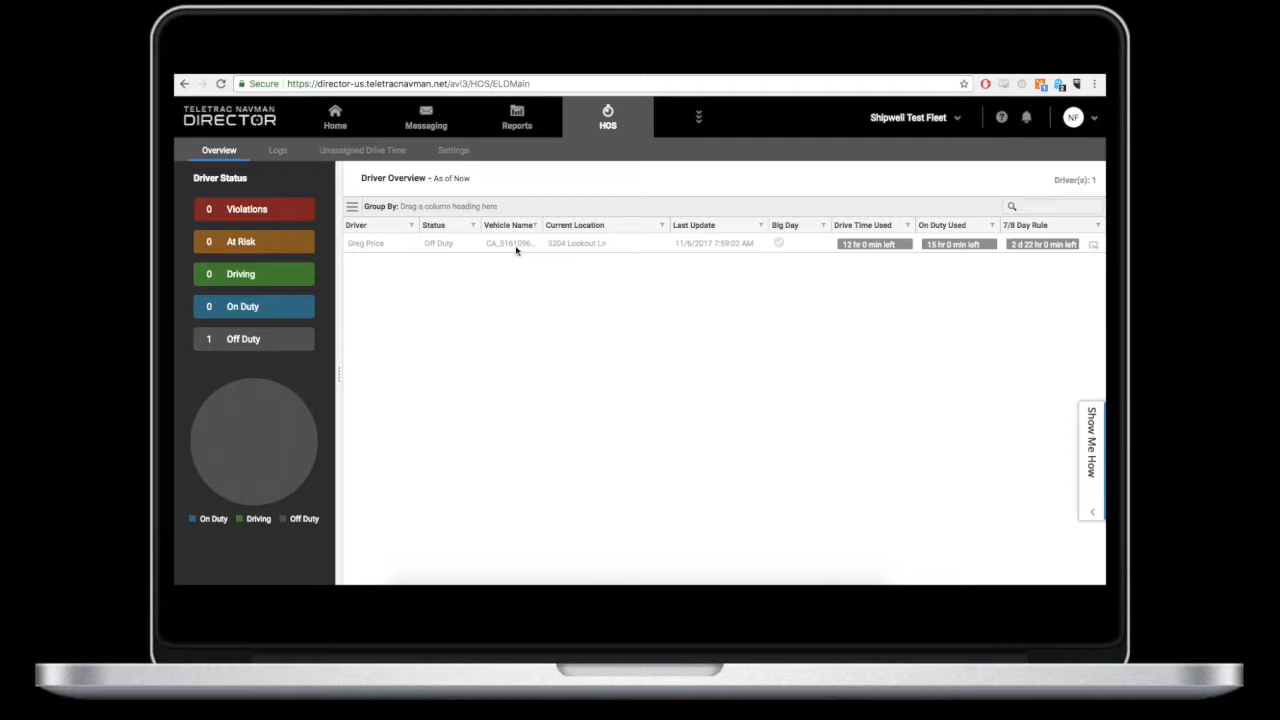 Secure https://director-us.teletracnavman.net/avl3/HOS/ELDMain
TELETRAC NAVMAN
DIRECTOR
Home
Messaging
Reports
HOS
Shipwell Test Fleet
NF
Overview
Logs
Unassigned Drive Time
Settings
Driver Status
0 Violations
0 At Risk
0 Driving
0 On Duty
1 Off Duty
On Duty Driving Off Duty
Driver Overview - As of Now
Driver(s): 1
Group By: Drag a column heading here
Driver Status Vehicle Name Current Location Last Update Big Day Drive Time Used On Duty Used 7/8 Day Rule
Greg Price Off Duty CA_5161096... 3204 Lookout Ln 11/6/2017 7:59:02 AM 12 hr 0 min left 15 hr 0 min left 2 d 22 hr 0 min left
Show Me How